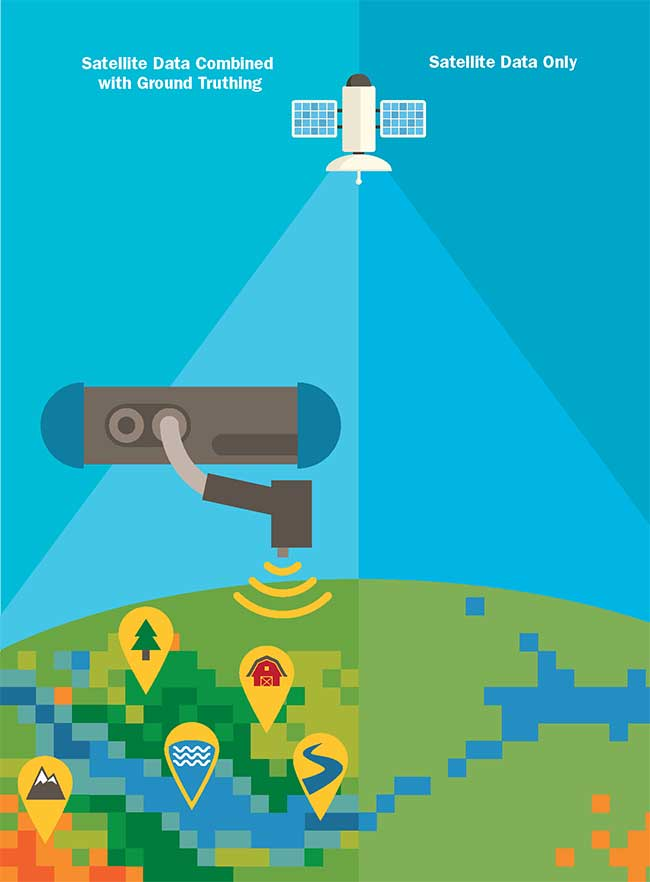 Satellite Data Combined
with Ground Truthing
Satellite Data Only